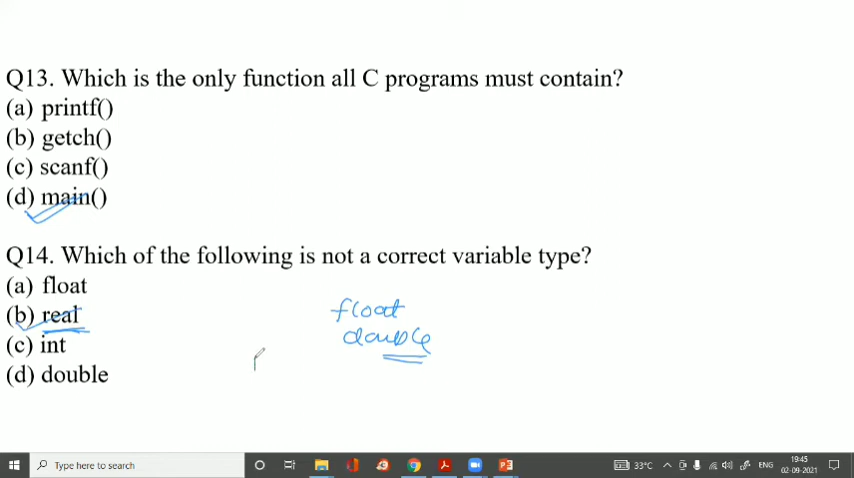 Q13. Which is the only function all C programs must contain?
(a) printf()
(b) getch()
(c) scanf()
(d) main()
Q14. Which of the following is not a correct variable type?
(a) float
(b) real
(c) int
(d) double
float
double
Type here to search
33°C
ENG
19:45
02-09-2021